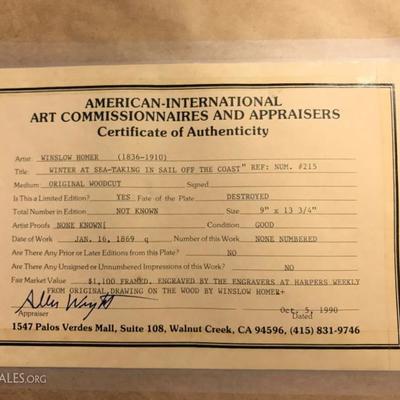 AMERICAN-INTERNATIONAL
ART COMMISSIONNAIRES AND APPRAISERS
Certificate of Authenticity
Artist WINSLOW HOMER (1836-1910)
Title: WINTER AT SEA-TAKING IN SAIL OFF THE COAST" REF: NUM. #215
Medium ORIGINAL WOODCUT Signed
Is this a Limited Edition? YES Fate of the Plate DESTROYED
Total Number in Edition NOT KNOWN Size 9" x 13 3/4"
Artist Proofs NONE KNOWN[ Condition GOOD
Date of Work JAN. 16, 1869 q Number of this Work NONE NUMBERED
Are There Any Prior or Later Editions from this Plate? NO
Are There Any Unsigned or Unnumbered Impressions of this Work? NO
Fair Market Value $1,100 FRAMED. ENGRAVED BY THE ENGRAVERS AT HARPERS WEEKLY
FROM ORIGINAL DRAWING ON THE WOOD BY WINSLOW HOMER+
Allen Wright Oct. 5, 1990
Appraiser Dated
1547 Palos Verdes Mall, Suite 108, Walnut Creek, CA 94596, (415) 831-9746
ALES.ORG